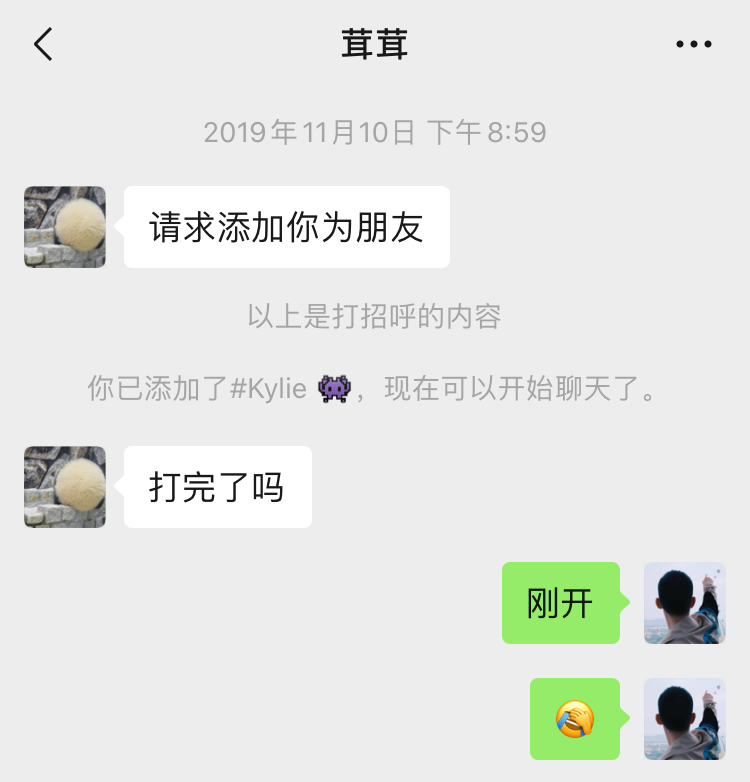 茸茸
2019年11月10日 下午8:59
请求添加你为朋友
以上是打招呼的内容
你已添加了#Kylie 👾，现在可以开始聊天了。
打完了吗
刚开
🤣